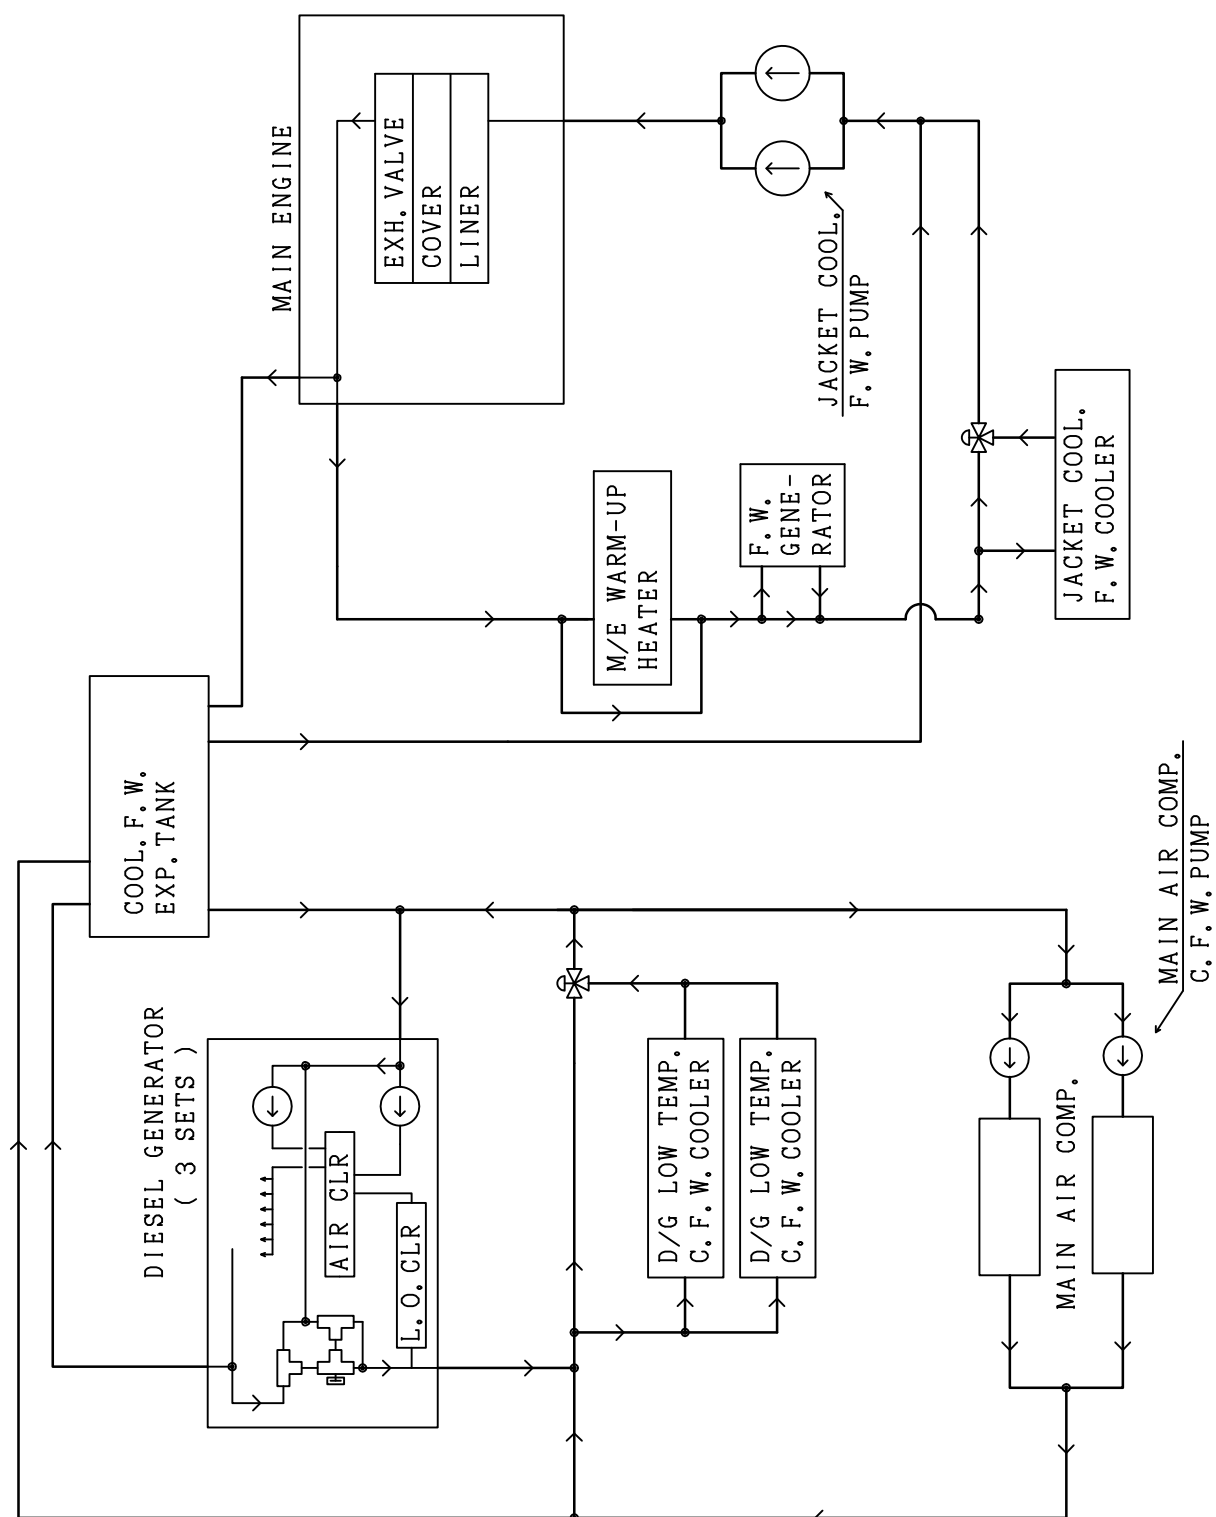 MAIN ENGINE
EXH.VALVE
COVER
LINER
JACKET COOL.
F.W.PUMP
M/E WARM-UP
HEATER
F.W.
GENE-
RATOR
JACKET COOL.
F.W.COOLER
COOL.F.W.
EXP.TANK
MAIN AIR COMP.
C.F.W.PUMP
DIESEL GENERATOR
( 3 SETS )
AIR CLR
L.O.CLR
D/G LOW TEMP.
C.F.W.COOLER
D/G LOW TEMP.
C.F.W.COOLER
MAIN AIR COMP.